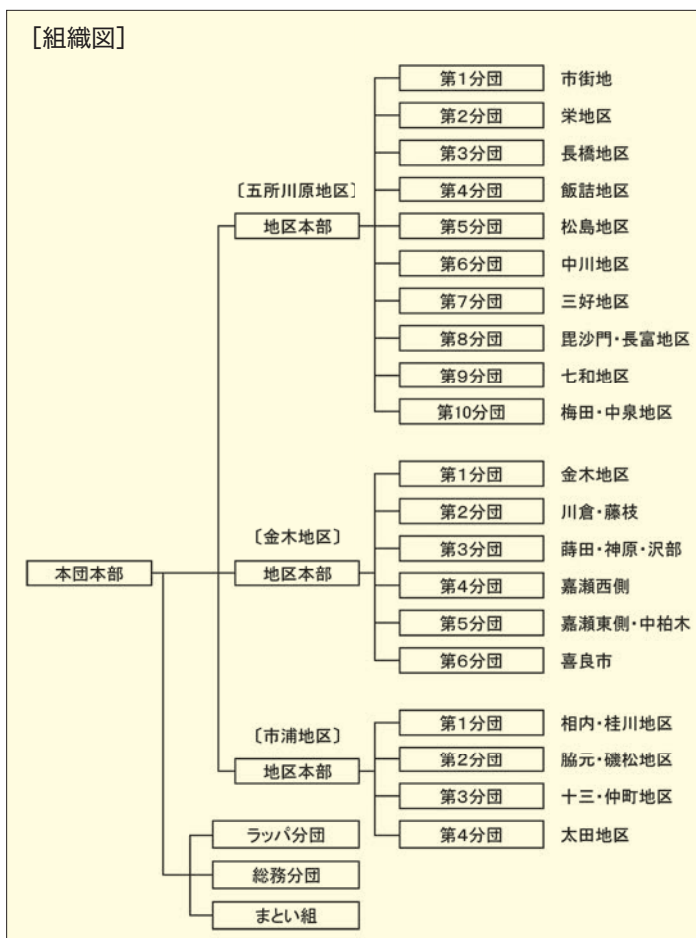 ［組織図］
本団本部
〔五所川原地区〕
地区本部
第1分団 市街地
第2分団 栄地区
第3分団 長橋地区
第4分団 飯詰地区
第5分団 松島地区
第6分団 中川地区
第7分団 三好地区
第8分団 毘沙門・長富地区
第9分団 七和地区
第10分団 梅田・中泉地区
〔金木地区〕
地区本部
第1分団 金木地区
第2分団 川倉・藤枝
第3分団 蒔田・神原・沢部
第4分団 嘉瀬西側
第5分団 嘉瀬東側・中柏木
第6分団 喜良市
〔市浦地区〕
地区本部
第1分団 相内・桂川地区
第2分団 脇元・磯松地区
第3分団 十三・仲町地区
第4分団 太田地区
ラッパ分団
総務分団
まとい組